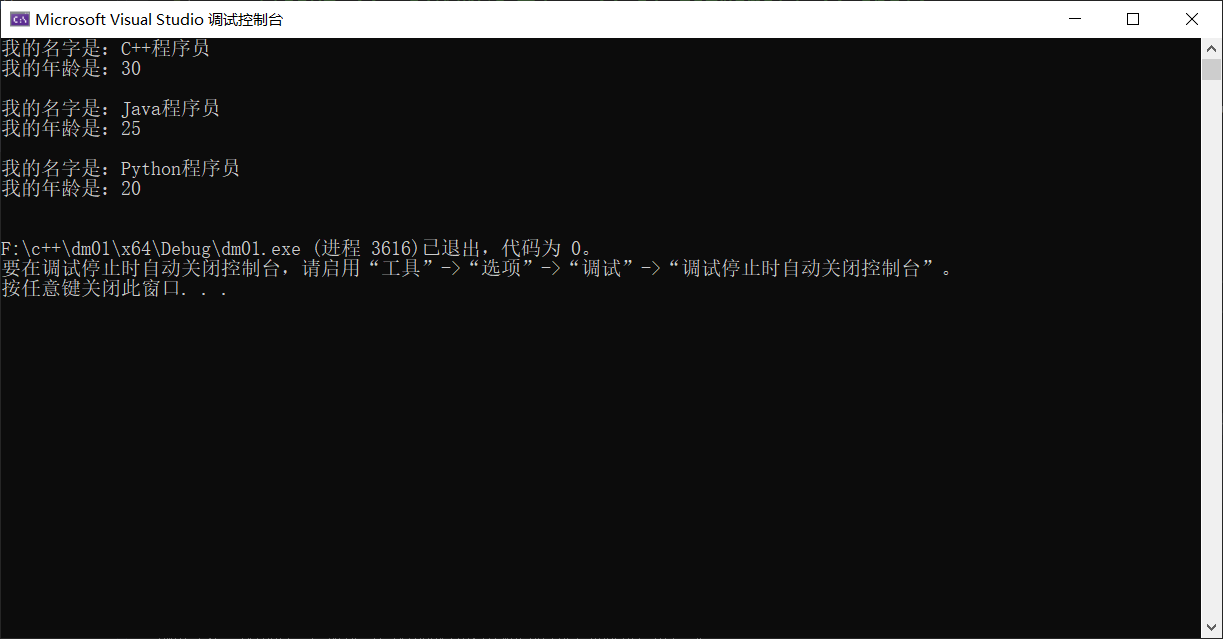 Microsoft Visual Studio 调试控制台
我的名字是：C++程序员
我的年龄是：30
我的名字是：Java程序员
我的年龄是：25
我的名字是：Python程序员
我的年龄是：20
F:\c++\dm01\x64\Debug\dm01.exe (进程 3616)已退出，代码为 0。
要在调试停止时自动关闭控制台，请启用“工具”->“选项”->“调试”->“调试停止时自动关闭控制台”。
按任意键关闭此窗口. . .